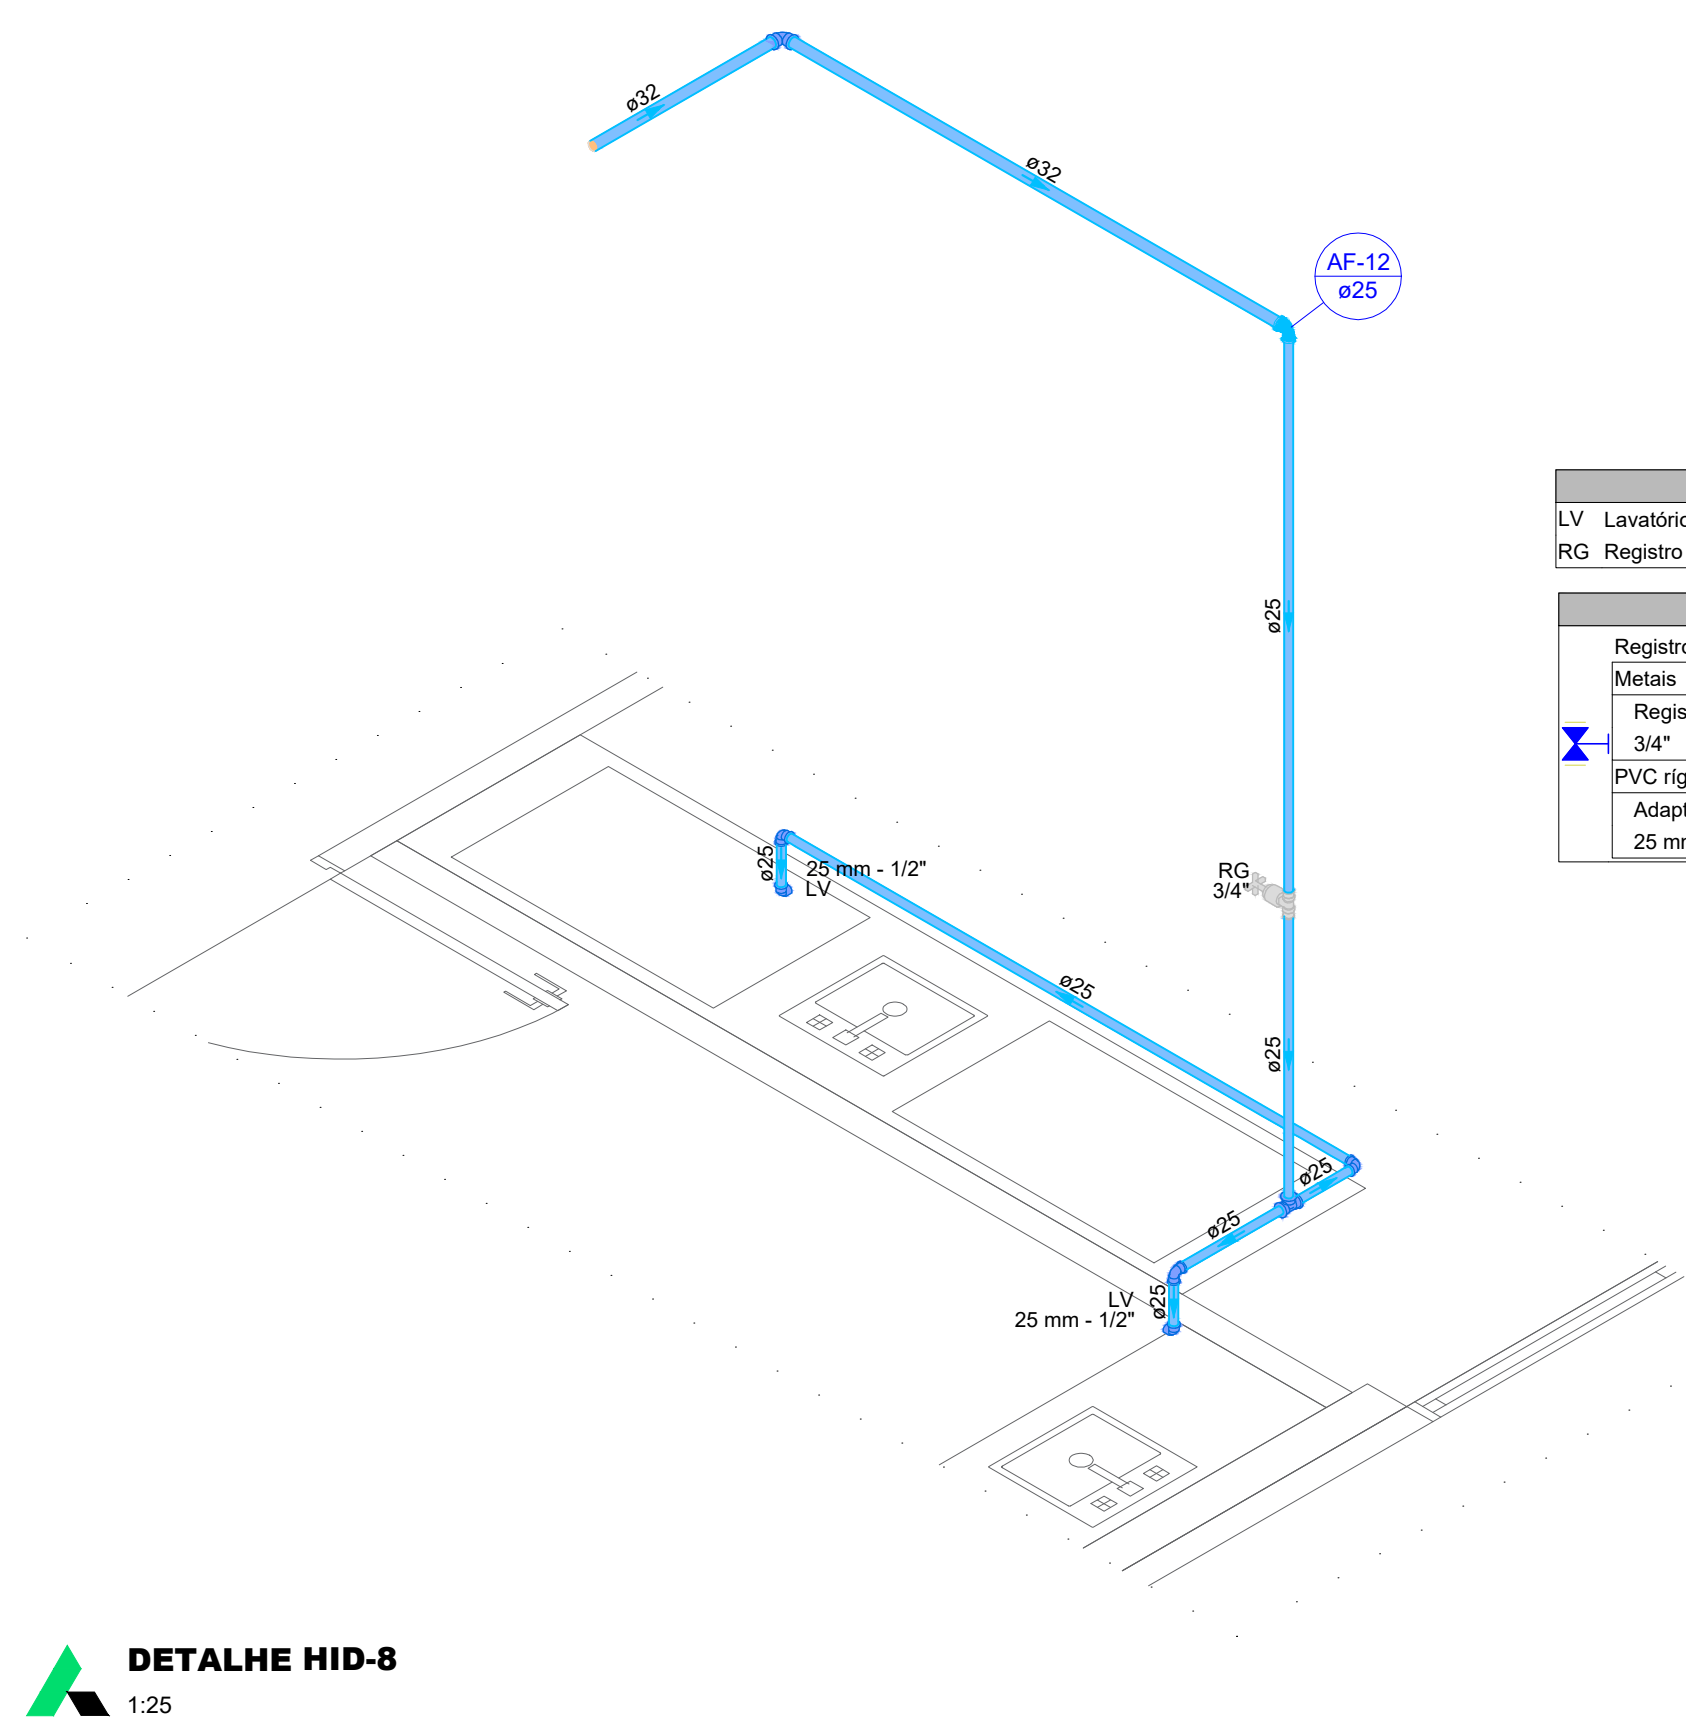 ø32
ø32
AF-12
ø25
LV Lavatório
RG Registro
ø25
Registro
Metais
Regis
3/4"
PVC ríg
Adapt
25 mm
ø25
25 mm - 1/2"
LV
RG
3/4"
ø25
ø25
ø25
ø25
LV
25 mm - 1/2"
ø25
DETALHE HID-8
1:25